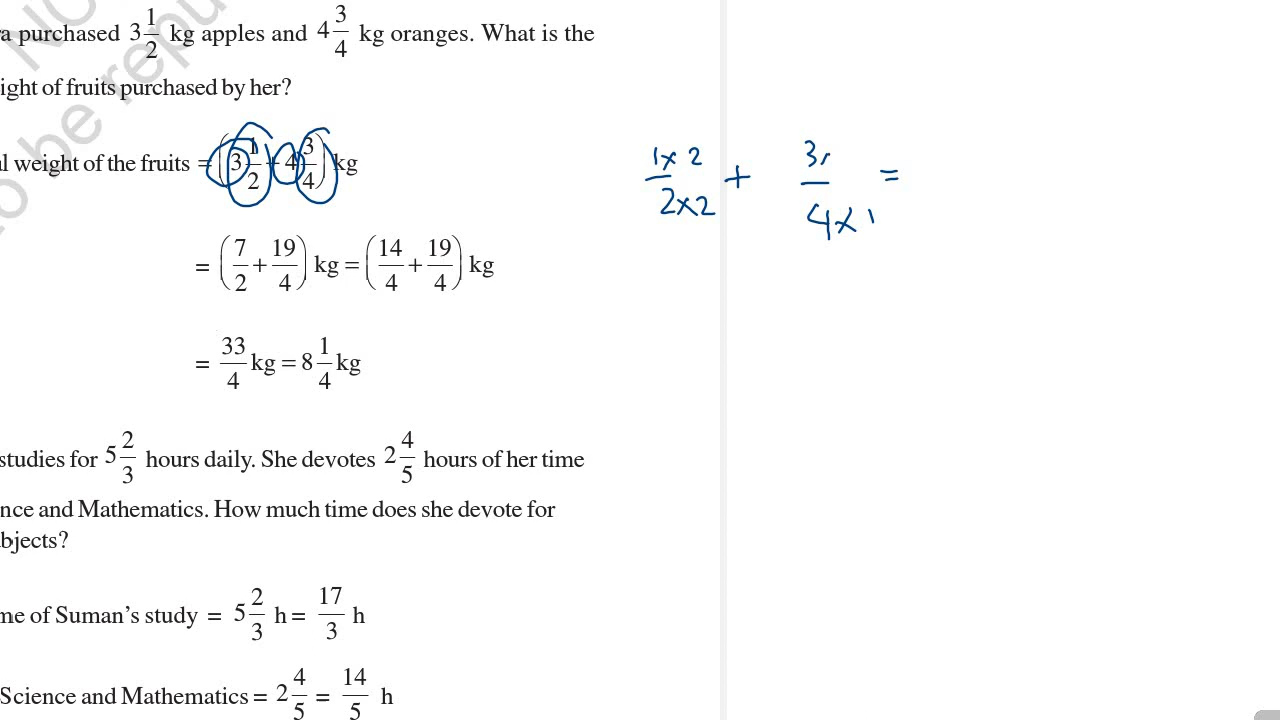 a purchased 3 1/2 kg apples and 4 3/4 kg oranges. What is the
ight of fruits purchased by her?
l weight of the fruits = (3 1/2 + 4 3/4) kg
= (7/2 + 19/4) kg = (14/4 + 19/4) kg
= 33/4 kg = 8 1/4 kg
studies for 5 2/3 hours daily. She devotes 2 4/5 hours of her time
nce and Mathematics. How much time does she devote for
bjects?
me of Suman's study = 5 2/3 h = 17/3 h
Science and Mathematics = 2 4/5 = 14/5 h
1×2/2×2 + 3/4× =
NO
o be repu